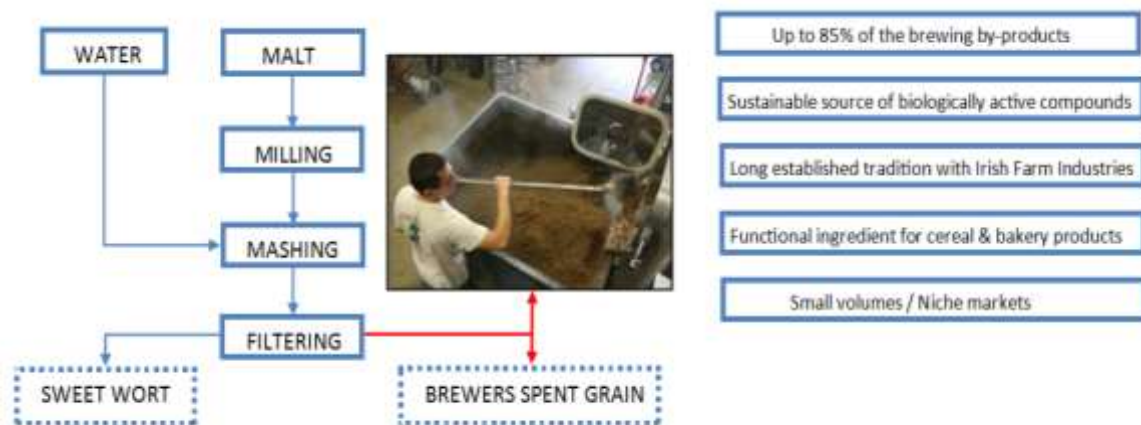 WATER
MALT
MILLING
MASHING
FILTERING
SWEET WORT
BREWERS SPENT GRAIN
Up to 85% of the brewing by-products
Sustainable source of biologically active compounds
Long established tradition with Irish Farm Industries
Functional ingredient for cereal & bakery products
Small volumes / Niche markets